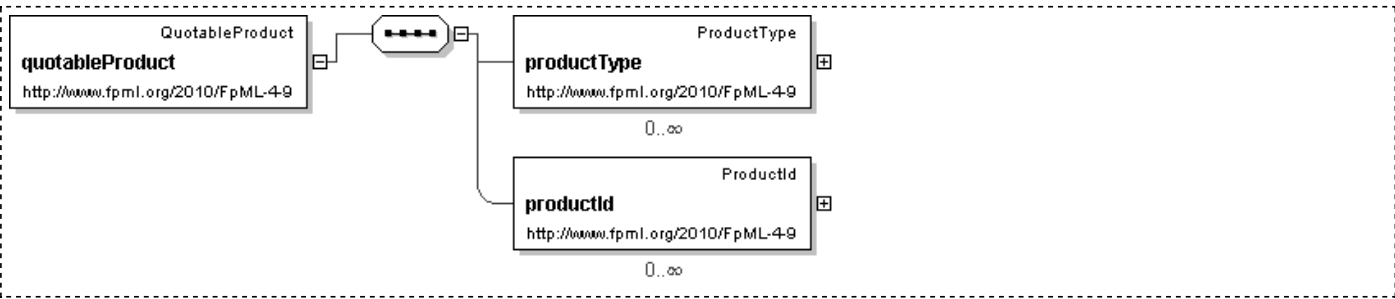 QuotableProduct
quotableProduct
http://www.fpml.org/2010/FpML-4-9
ProductType
productType
http://www.fpml.org/2010/FpML-4-9
0..∞
ProductId
productId
http://www.fpml.org/2010/FpML-4-9
0..∞